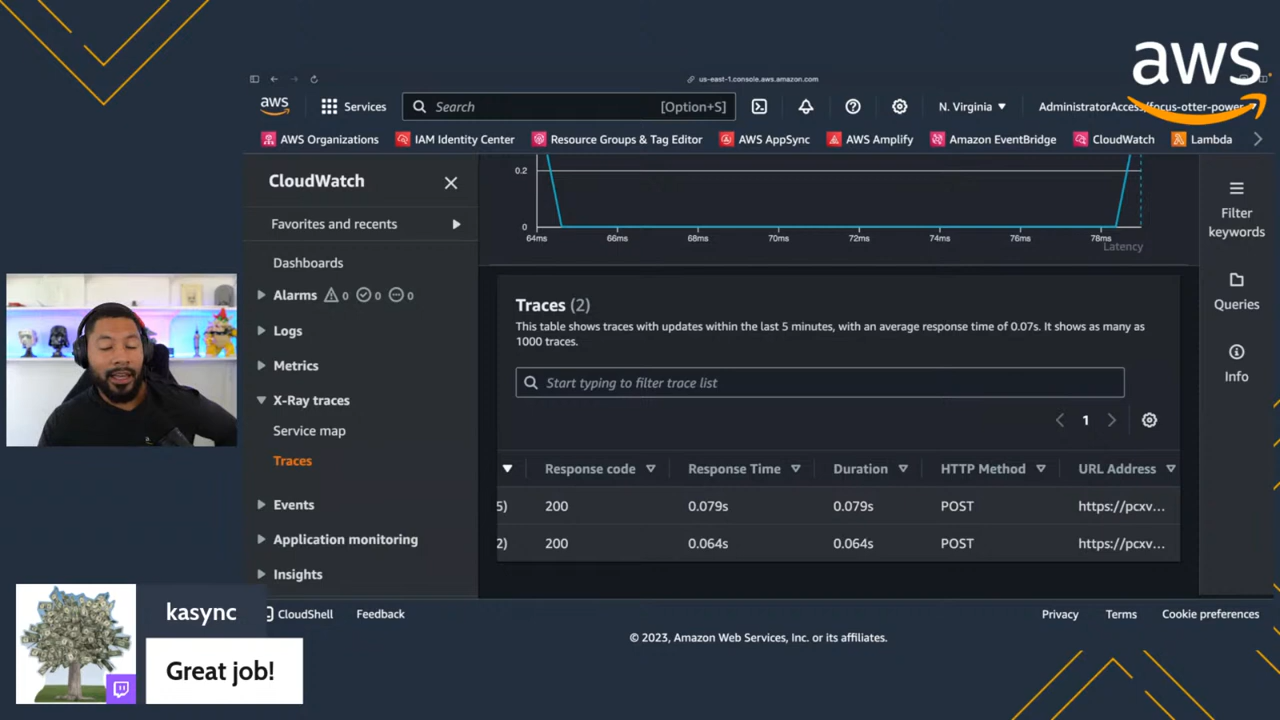 aws
us-east-1.console.aws.amazon.com
aws
Services
Search
[Option+S]
N. Virginia
AdministratorAccess/focus-otter-power
AWS Organizations
IAM Identity Center
Resource Groups & Tag Editor
AWS AppSync
AWS Amplify
Amazon EventBridge
CloudWatch
Lambda
CloudWatch
Favorites and recents
Dashboards
Alarms 0 0 0
Logs
Metrics
X-Ray traces
Service map
Traces
Events
Application monitoring
Insights
0.2
0
64ms 66ms 68ms 70ms 72ms 74ms 76ms 78ms
Latency
Traces (2)
This table shows traces with updates within the last 5 minutes, with an average response time of 0.07s. It shows as many as
1000 traces.
Start typing to filter trace list
1
Response code Response Time Duration HTTP Method URL Address
5) 200 0.079s 0.079s POST https://pcxv...
2) 200 0.064s 0.064s POST https://pcxv...
Filter
keywords
Queries
Info
CloudShell Feedback
Privacy Terms Cookie preferences
© 2023, Amazon Web Services, Inc. or its affiliates.
kasync
Great job!